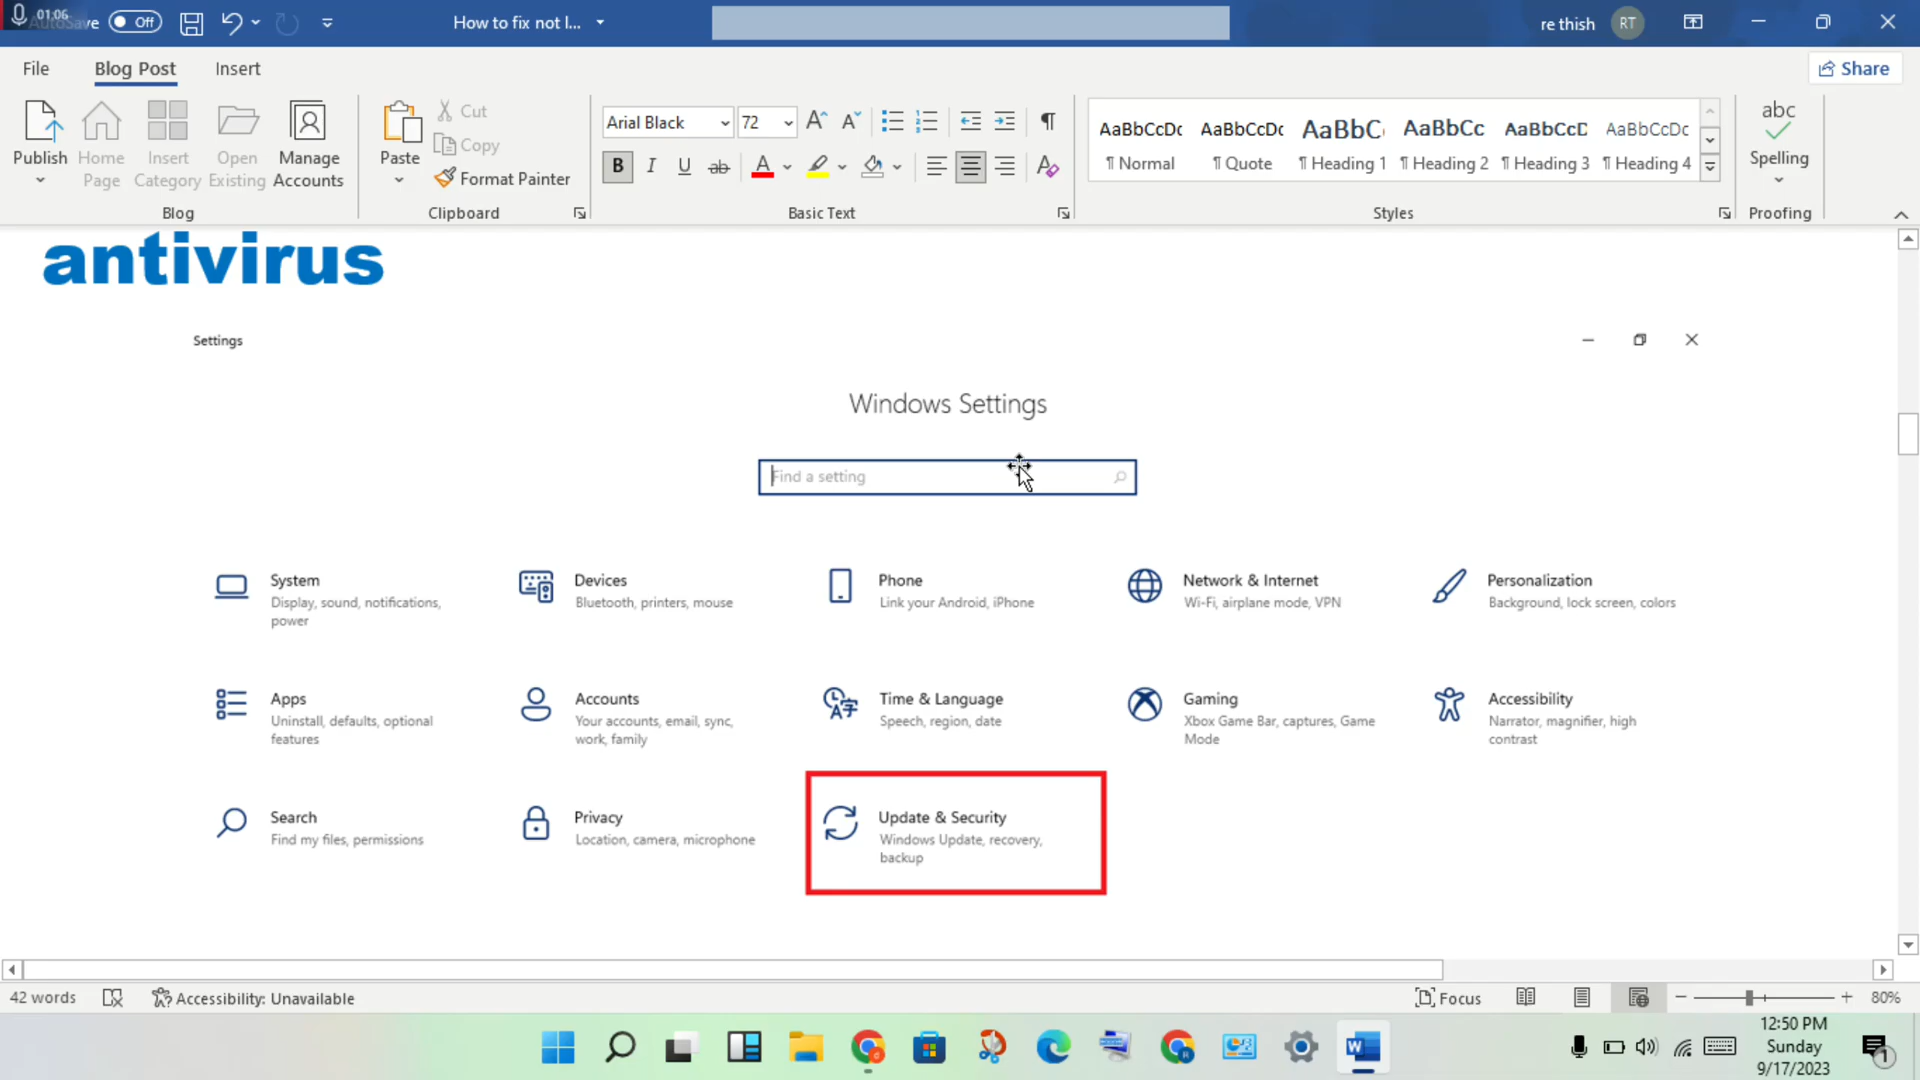 01:06
AutoSave Off
How to fix not l...
re thish RT
File Blog Post Insert
Share
Publish
Home Page
Insert Category
Open Existing
Manage Accounts
Blog
Paste
Cut
Copy
Format Painter
Clipboard
Arial Black 72
B I U ab
Basic Text
AaBbCcDc AaBbCcDc AaBbC AaBbCc AaBbCcD AaBbCcDc
¶ Normal ¶ Quote ¶ Heading 1 ¶ Heading 2 ¶ Heading 3 ¶ Heading 4
Styles
abc
Spelling
Proofing
antivirus
Settings
Windows Settings
Find a setting
System
Display, sound, notifications,
power
Devices
Bluetooth, printers, mouse
Phone
Link your Android, iPhone
Network & Internet
Wi-Fi, airplane mode, VPN
Personalization
Background, lock screen, colors
Apps
Uninstall, defaults, optional
features
Accounts
Your accounts, email, sync,
work, family
Time & Language
Speech, region, date
Gaming
Xbox Game Bar, captures, Game
Mode
Accessibility
Narrator, magnifier, high
contrast
Search
Find my files, permissions
Privacy
Location, camera, microphone
Update & Security
Windows Update, recovery,
backup
42 words Accessibility: Unavailable Focus 80%
12:50 PM
Sunday
9/17/2023
1